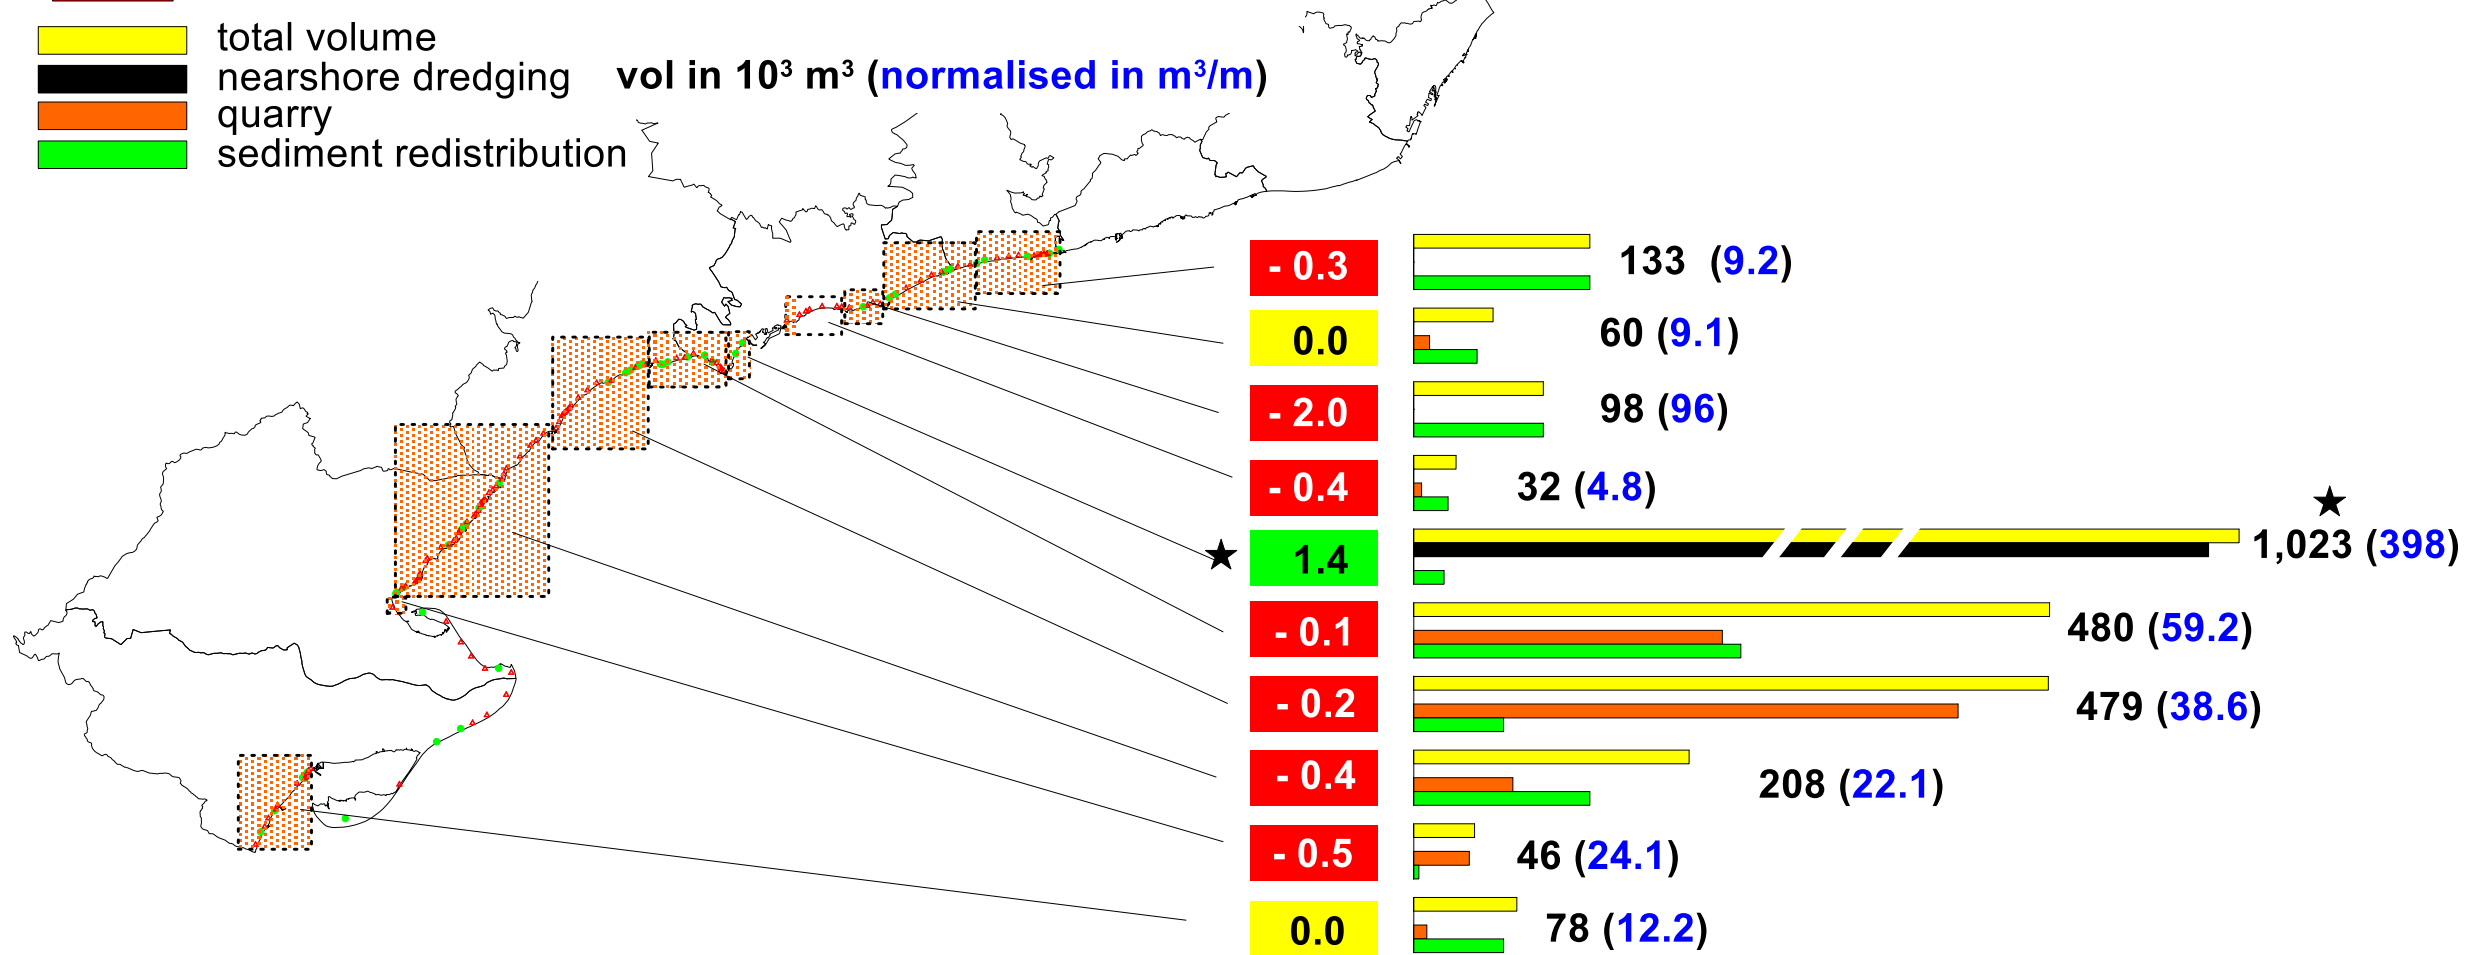 total volume
nearshore dredging
quarry
sediment redistribution
vol in 10³ m³ (normalised in m³/m)
- 0.3 133 (9.2)
0.0 60 (9.1)
- 2.0 98 (96)
- 0.4 32 (4.8)
★ 1.4 1,023 (398) ★
- 0.1 480 (59.2)
- 0.2 479 (38.6)
- 0.4 208 (22.1)
- 0.5 46 (24.1)
0.0 78 (12.2)